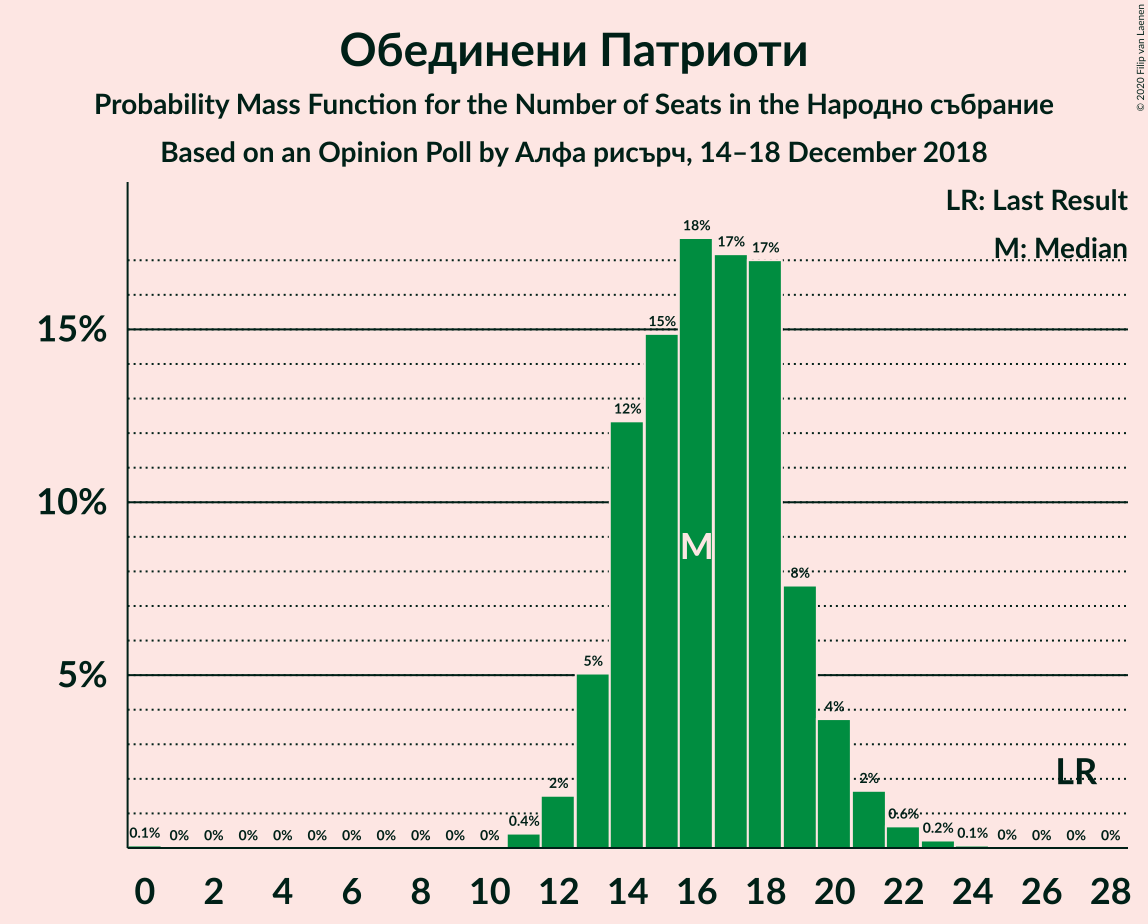 Обединени Патриоти
Probability Mass Function for the Number of Seats in the Народно събрание
Based on an Opinion Poll by Алфа рисърч, 14–18 December 2018
© 2020 Filip van Laenen
LR: Last Result
M: Median
15%
10%
5%
0.1% 0% 0% 0% 0% 0% 0% 0% 0% 0% 0% 0.4% 2% 5% 12% 15% 18% 17% 17% 8% 4% 2% 0.6% 0.2% 0.1% 0% 0% 0% 0%
M
LR
0 2 4 6 8 10 12 14 16 18 20 22 24 26 28